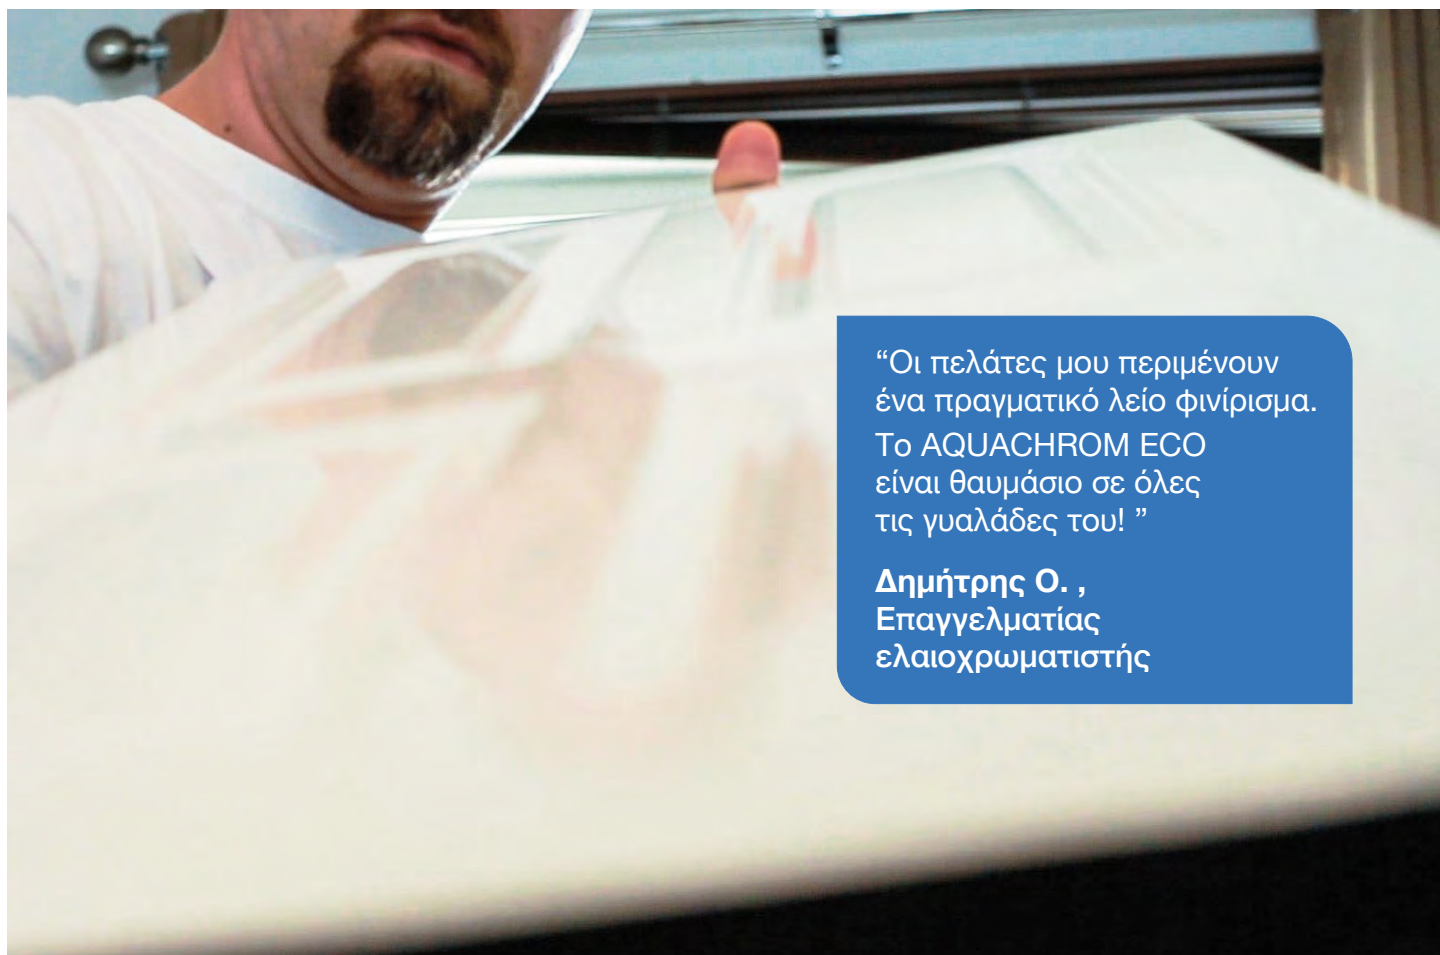 “Οι πελάτες μου περιμένουν
ένα πραγματικό λείο φινίρισμα.
Το AQUACHROM ECO
είναι θαυμάσιο σε όλες
τις γυαλάδες του! ”
Δημήτρης Ο. ,
Επαγγελματίας
ελαιοχρωματιστής